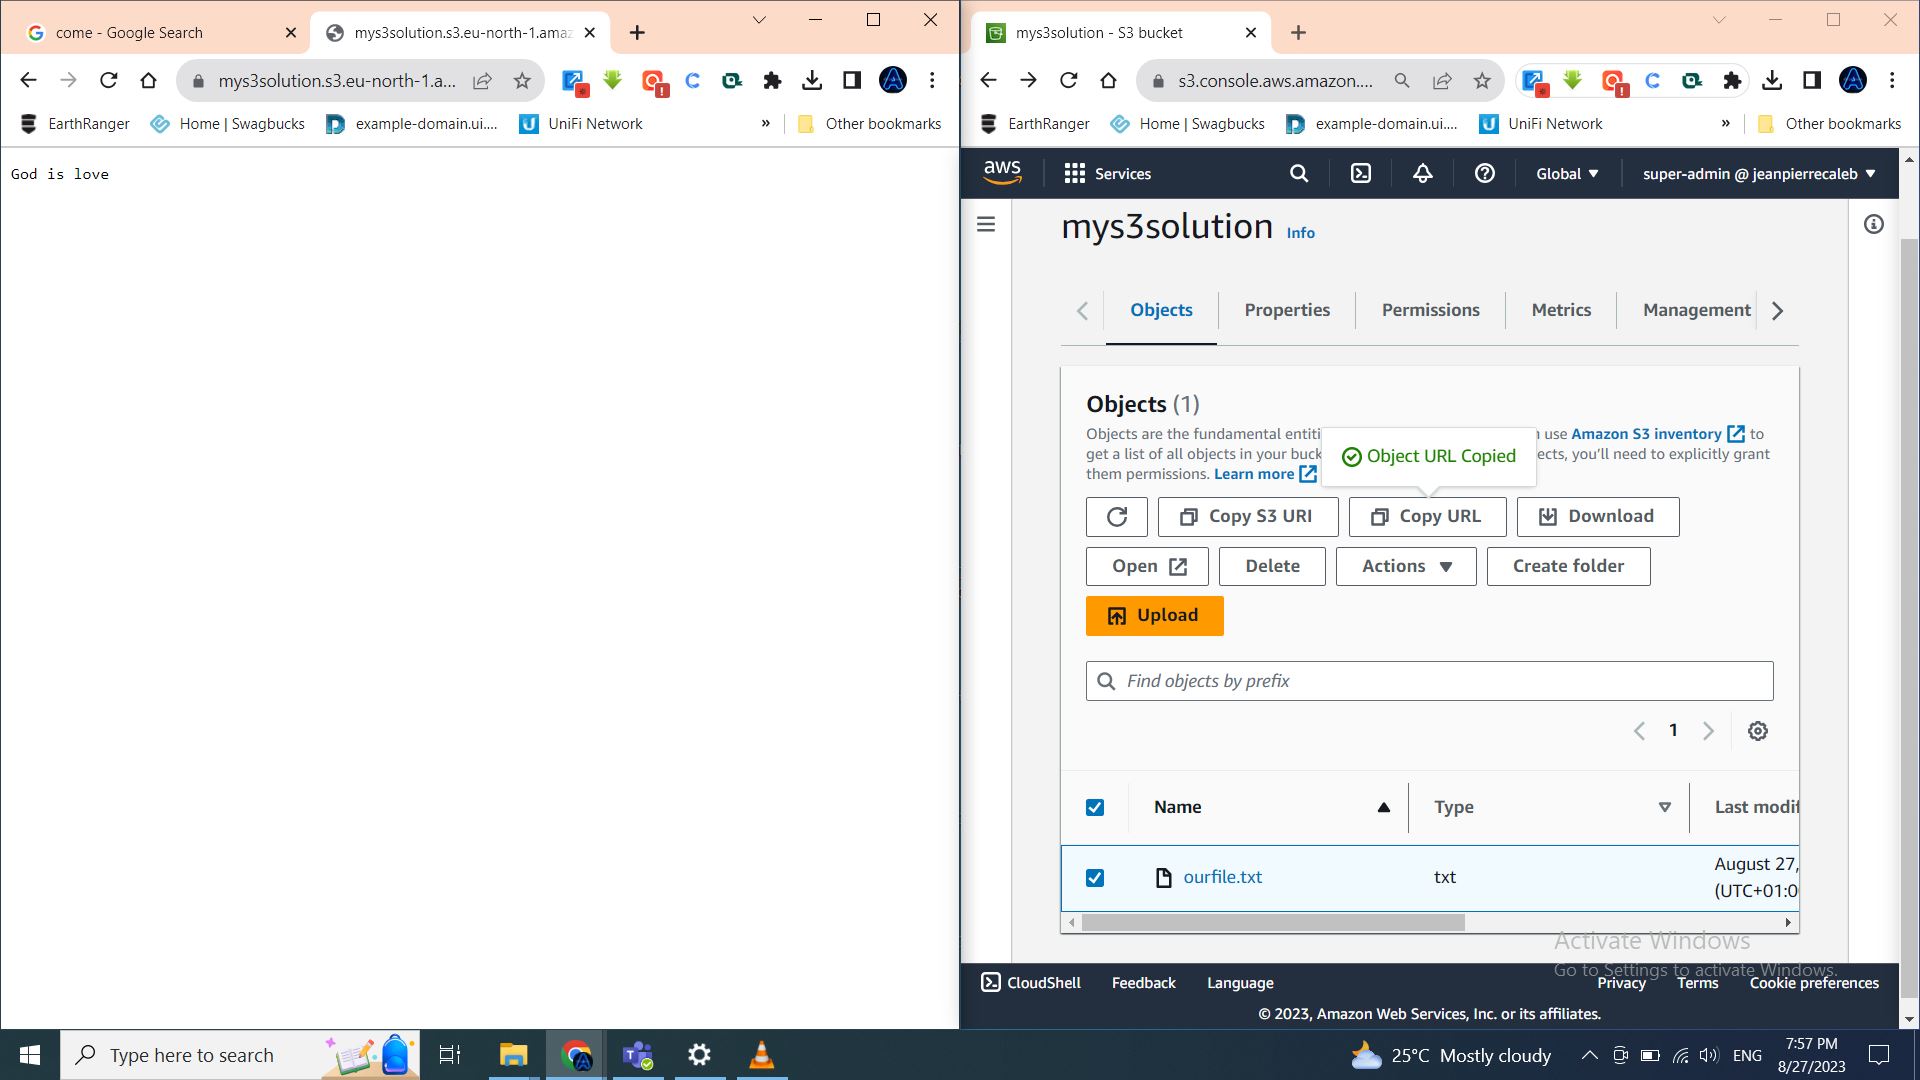 come - Google Search
mys3solution.s3.eu-north-1.amaz
mys3solution.s3.eu-north-1.a...
EarthRanger
Home | Swagbucks
example-domain.ui....
UniFi Network
»
Other bookmarks
God is love
mys3solution - S3 bucket
s3.console.aws.amazon....
EarthRanger
Home | Swagbucks
example-domain.ui....
UniFi Network
»
Other bookmarks
aws
Services
Global
super-admin @ jeanpierrecaleb
mys3solution Info
Objects
Properties
Permissions
Metrics
Management
Objects (1)
Objects are the fundamental entiti
use Amazon S3 inventory to
get a list of all objects in your buck
ects, you'll need to explicitly grant
them permissions. Learn more
Object URL Copied
Copy S3 URI
Copy URL
Download
Open
Delete
Actions
Create folder
Upload
Find objects by prefix
1
Name
Type
Last modif
ourfile.txt
txt
August 27,
(UTC+01:0
Activate Windows
Go to Settings to activate Windows.
CloudShell
Feedback
Language
Privacy
Terms
Cookie preferences
© 2023, Amazon Web Services, Inc. or its affiliates.
Type here to search
25°C Mostly cloudy
ENG
7:57 PM
8/27/2023